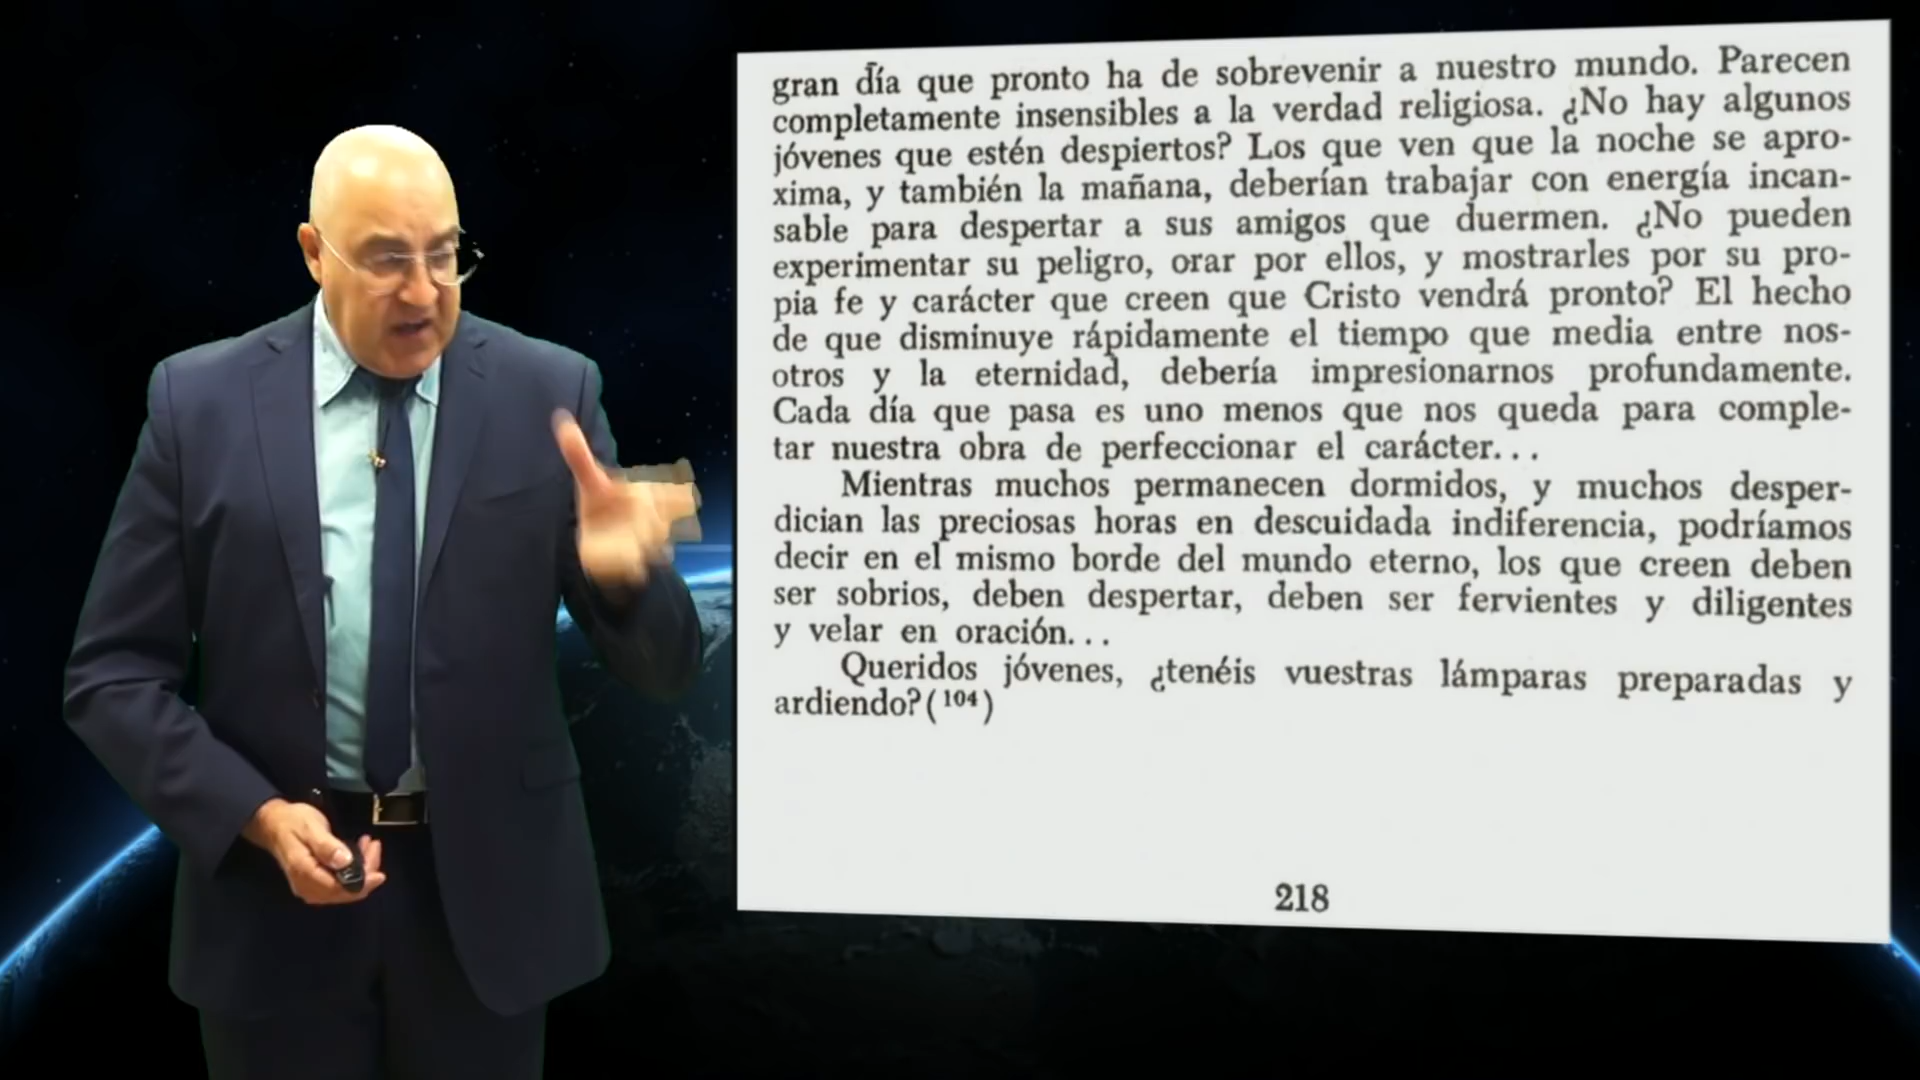 gran día que pronto ha de sobrevenir a nuestro mundo. Parecen
completamente insensibles a la verdad religiosa. ¿No hay algunos
jóvenes que estén despiertos? Los que ven que la noche se apro-
xima, y también la mañana, deberían trabajar con energía incan-
sable para despertar a sus amigos que duermen. ¿No pueden
experimentar su peligro, orar por ellos, y mostrarles por su pro-
pia fe y carácter que creen que Cristo vendrá pronto? El hecho
de que disminuye rápidamente el tiempo que media entre nos-
otros y la eternidad, debería impresionarnos profundamente.
Cada día que pasa es uno menos que nos queda para comple-
tar nuestra obra de perfeccionar el carácter...
Mientras muchos permanecen dormidos, y muchos desper-
dician las preciosas horas en descuidada indiferencia, podríamos
decir en el mismo borde del mundo eterno, los que creen deben
ser sobrios, deben despertar, deben ser fervientes y diligentes
y velar en oración...
Queridos jóvenes, ¿tenéis vuestras lámparas preparadas y
ardiendo?(¹⁰⁴)
218